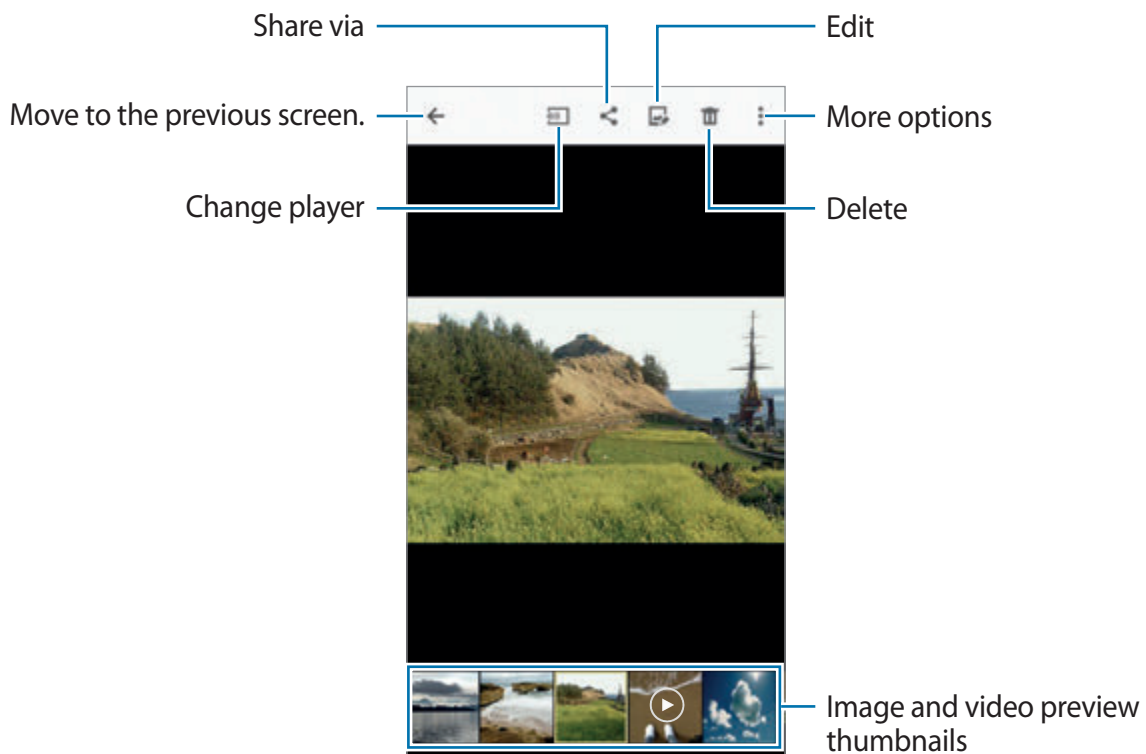 Share via
Edit
Move to the previous screen.
More options
Change player
Delete
Image and video preview
thumbnails